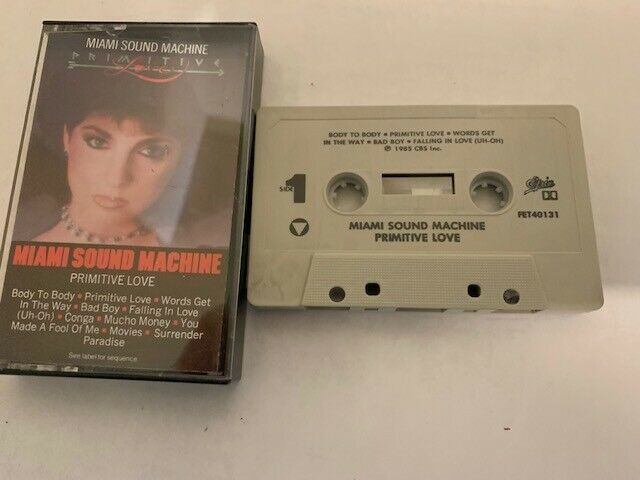 MIAMI SOUND MACHINE
PRIMITIVE
Love
MIAMI SOUND MACHINE
PRIMITIVE LOVE
Body To Body ■ Primitive Love ■ Words Get
In The Way ■ Bad Boy ■ Falling In Love
(Uh-Oh) ■ Conga ■ Mucho Money ■ You
Made A Fool Of Me ■ Movies ■ Surrender
Paradise
See label for sequence
BODY TO BODY ■ PRIMITIVE LOVE ■ WORDS GET
IN THE WAY ■ BAD BOY ■ FALLING IN LOVE (UH-OH)
℗ 1985 CBS Inc.
SIDE 1
Epic
FET40131
MIAMI SOUND MACHINE
PRIMITIVE LOVE